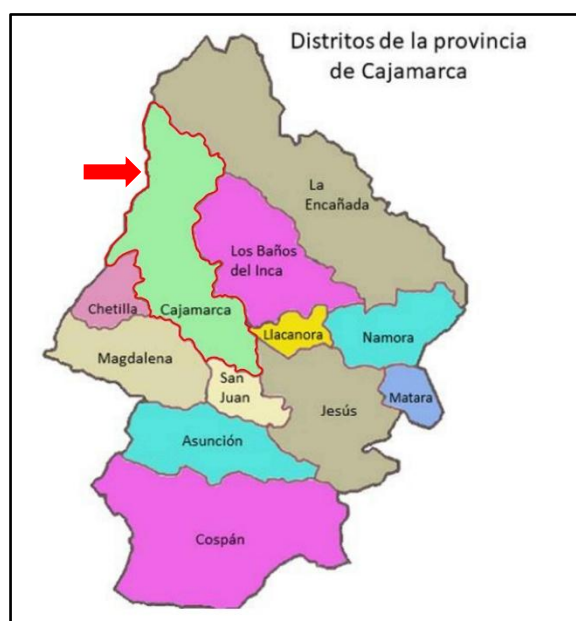 Distritos de la provincia
de Cajamarca
La
Encañada
Los Baños
del Inca
Chetilla
Cajamarca
Llacanora
Namora
Magdalena
San
Juan
Jesús
Matara
Asunción
Cospán